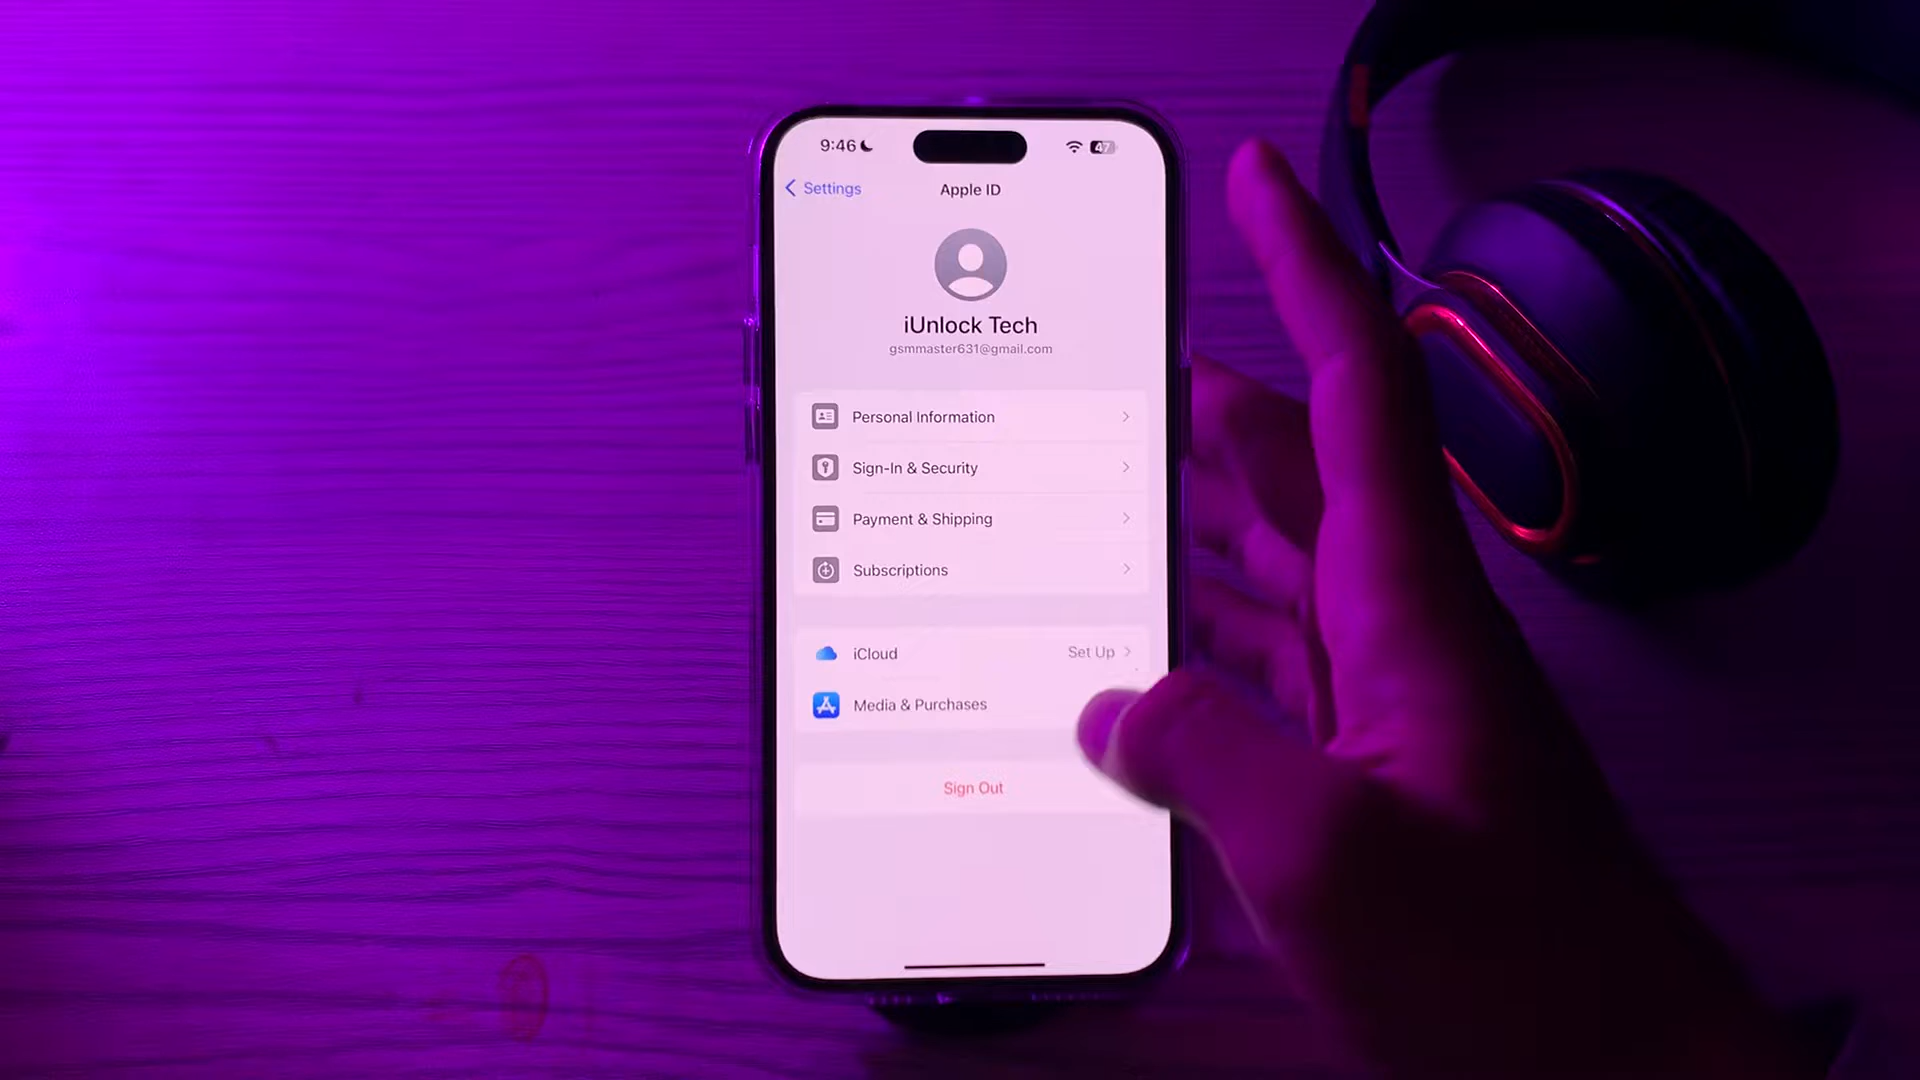 9:46
47
Settings
Apple ID
iUnlock Tech
gsmmaster631@gmail.com
Personal Information
Sign-In & Security
Payment & Shipping
Subscriptions
iCloud Set Up
Media & Purchases
Sign Out